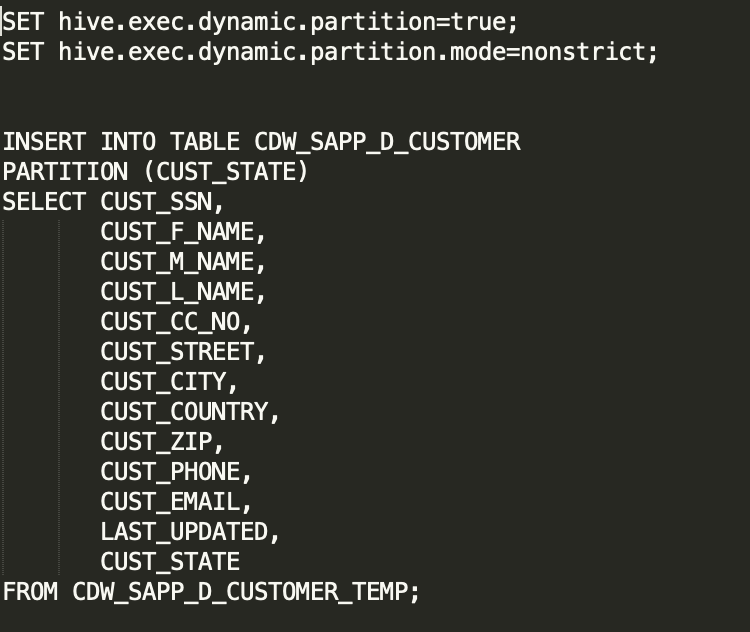 SET hive.exec.dynamic.partition=true;
SET hive.exec.dynamic.partition.mode=nonstrict;
INSERT INTO TABLE CDW_SAPP_D_CUSTOMER
PARTITION (CUST_STATE)
SELECT CUST_SSN,
CUST_F_NAME,
CUST_M_NAME,
CUST_L_NAME,
CUST_CC_NO,
CUST_STREET,
CUST_CITY,
CUST_COUNTRY,
CUST_ZIP,
CUST_PHONE,
CUST_EMAIL,
LAST_UPDATED,
CUST_STATE
FROM CDW_SAPP_D_CUSTOMER_TEMP;